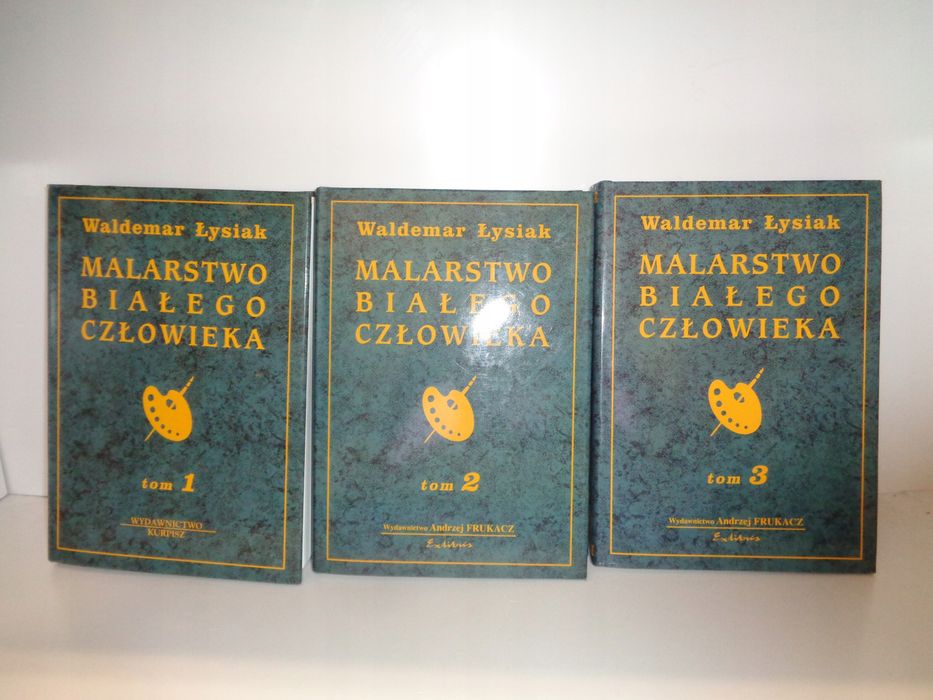 Waldemar Łysiak
MALARSTWO
BIAŁEGO
CZŁOWIEKA
tom 1
WYDAWNICTWO
KURPISZ
Waldemar Łysiak
MALARSTWO
BIAŁEGO
CZŁOWIEKA
tom 2
Wydawnictwo Andrzej FRUKACZ
Exlibris
Waldemar Łysiak
MALARSTWO
BIAŁEGO
CZŁOWIEKA
tom 3
Wydawnictwo Andrzej FRUKACZ
Exlibris